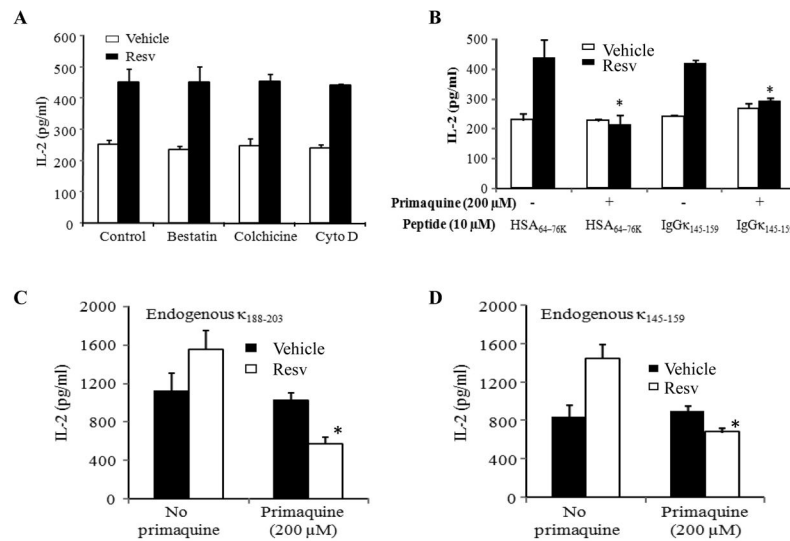 A
Vehicle
Resv
600
500
400
300
200
100
0
IL-2 (pg/ml)
Control Bestatin Colchicine Cyto D
B
Vehicle
Resv
500
400
300
200
100
0
IL-2 (pg/ml)
* *
Primaquine (200 µM) - + - +
Peptide (10 µM) HSA64–76K HSA64–76K IgGκ145-159 IgGκ145-159
C
Endogenous κ188-203
Vehicle
Resv
2000
1600
1200
800
400
0
IL-2 (pg/ml)
*
No primaquine
Primaquine (200 µM)
D
Endogenous κ145-159
Vehicle
Resv
2000
1600
1200
800
400
0
IL-2 (pg/ml)
*
No primaquine
Primaquine (200 µM)